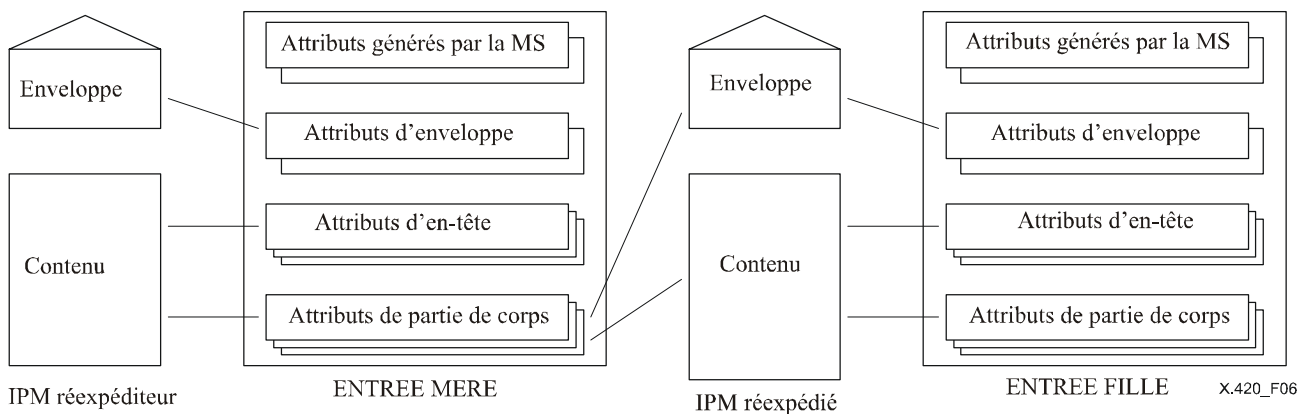 Enveloppe
Contenu
IPM réexpéditeur
Attributs générés par la MS
Attributs d'enveloppe
Attributs d'en-tête
Attributs de partie de corps
ENTREE MERE
Enveloppe
Contenu
IPM réexpédié
Attributs générés par la MS
Attributs d'enveloppe
Attributs d'en-tête
Attributs de partie de corps
ENTREE FILLE
X.420_F06